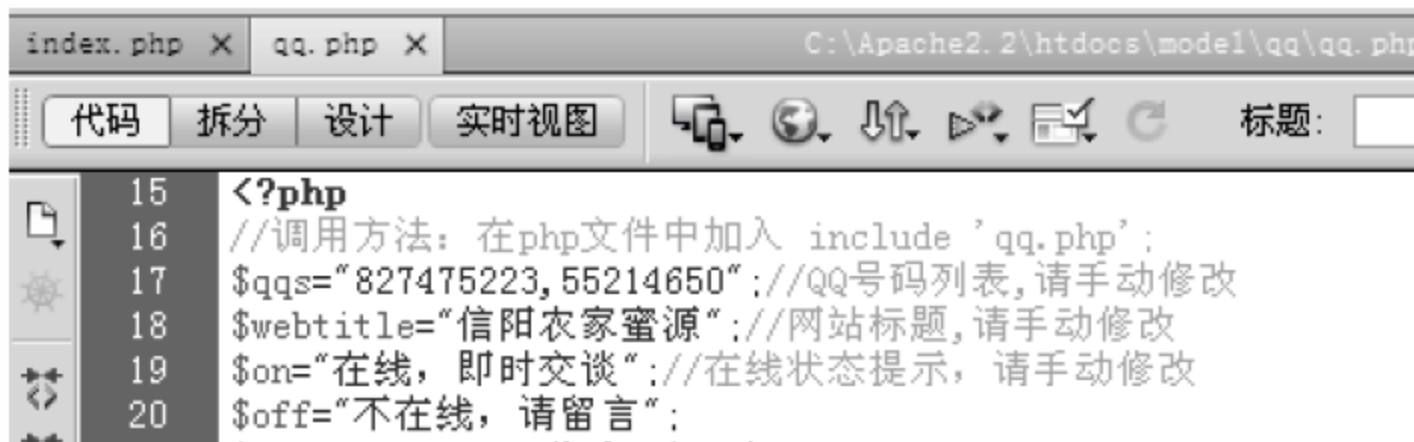 index.php × qq.php × C:\Apache2.2\htdocs\model\qq\qq.php
代码 拆分 设计 实时视图 标题:
15 <?php
16 //调用方法：在php文件中加入 include 'qq.php';
17 $qqs="827475223,55214650";//QQ号码列表,请手动修改
18 $webtitle="信阳农家蜜源";//网站标题,请手动修改
19 $on="在线，即时交谈";//在线状态提示，请手动修改
20 $off="不在线，请留言";